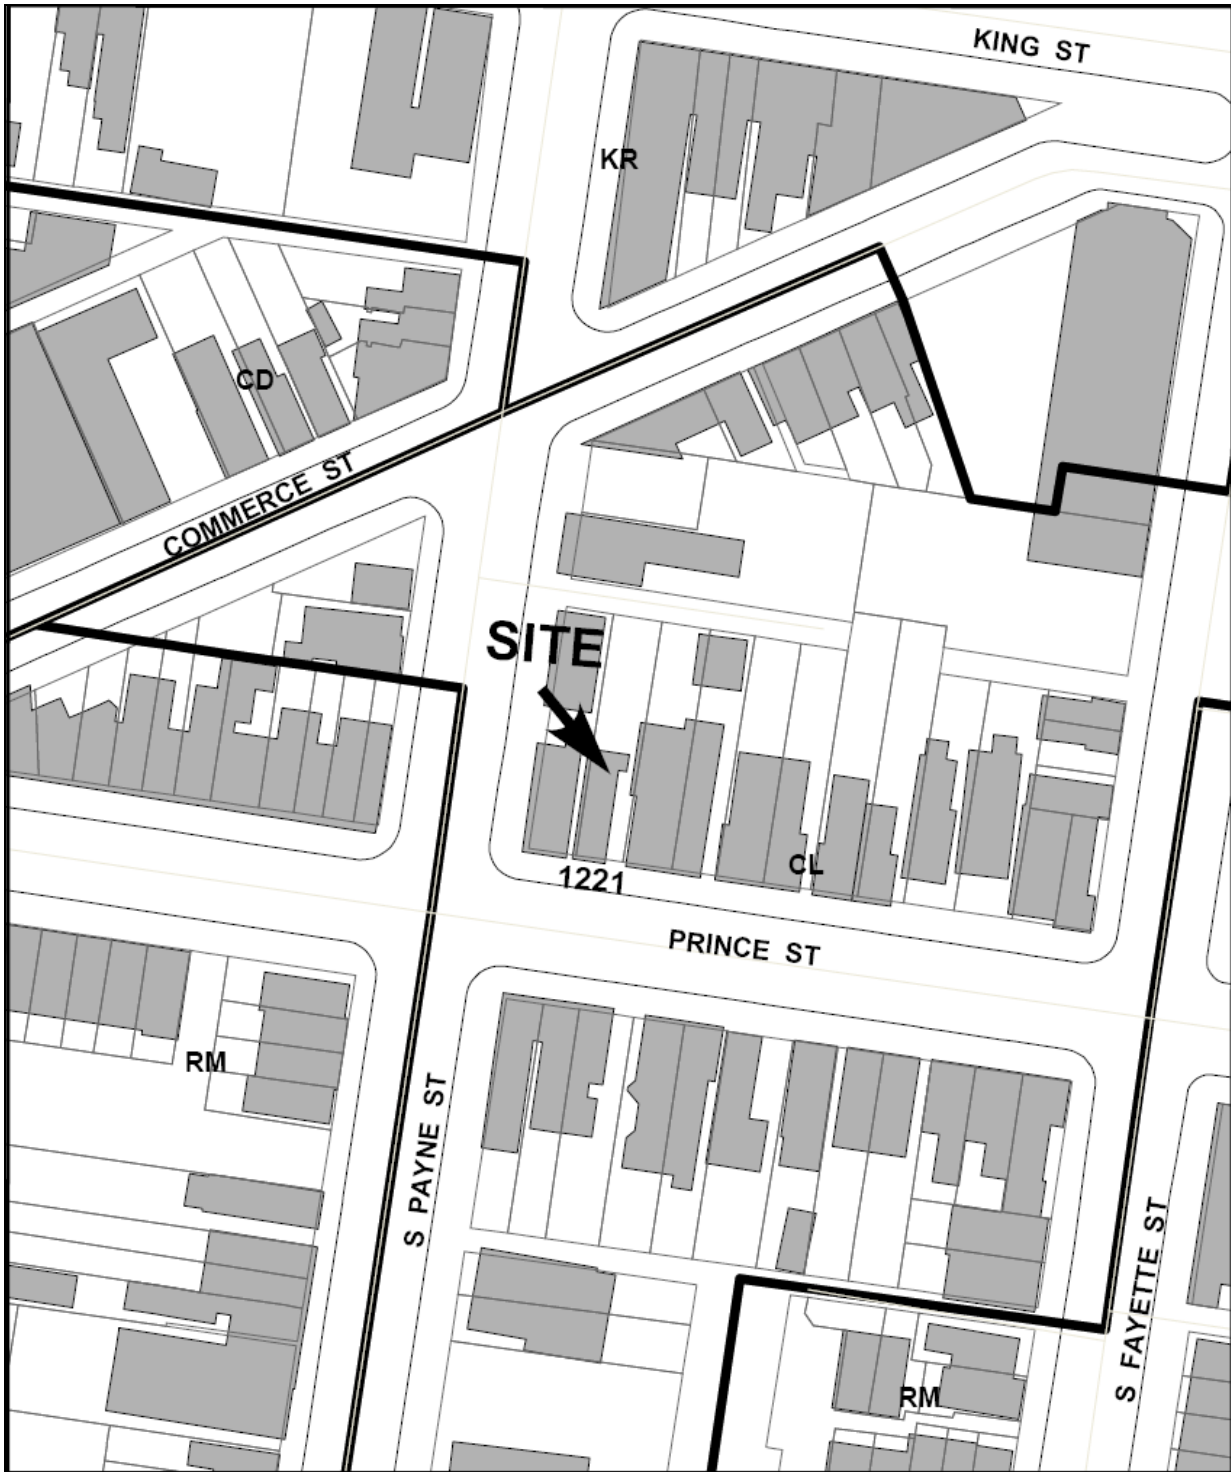 KING ST
KR
CD
COMMERCE ST
SITE
1221
CL
PRINCE ST
RM
S PAYNE ST
S FAYETTE ST
RM